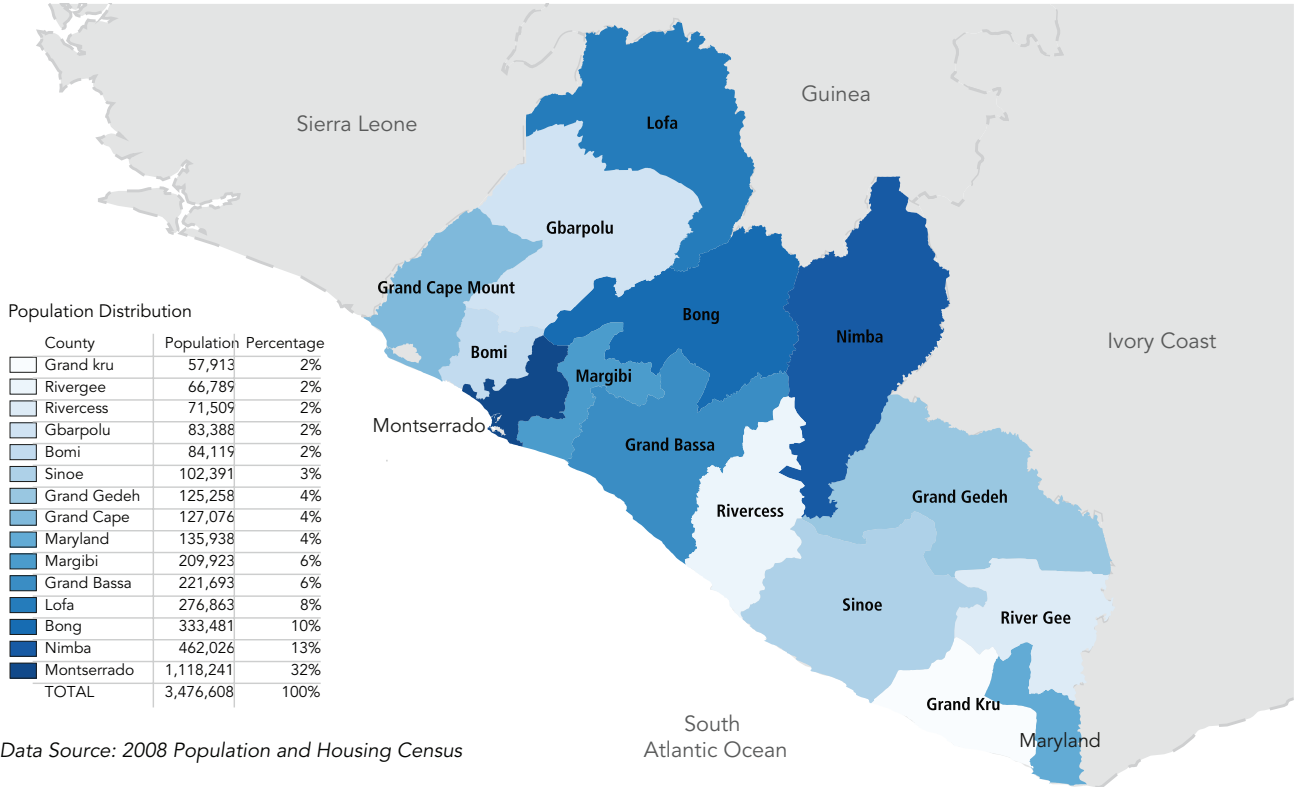 Guinea
Sierra Leone
Lofa
Gbarpolu
Grand Cape Mount
Bong
Nimba
Ivory Coast
Bomi
Margibi
Montserrado
Grand Bassa
Grand Gedeh
Rivercess
Sinoe
River Gee
Grand Kru
Maryland
South
Atlantic Ocean
Population Distribution
County Population Percentage
Grand kru 57,913 2%
Rivergee 66,789 2%
Rivercess 71,509 2%
Gbarpolu 83,388 2%
Bomi 84,119 2%
Sinoe 102,391 3%
Grand Gedeh 125,258 4%
Grand Cape 127,076 4%
Maryland 135,938 4%
Margibi 209,923 6%
Grand Bassa 221,693 6%
Lofa 276,863 8%
Bong 333,481 10%
Nimba 462,026 13%
Montserrado 1,118,241 32%
TOTAL 3,476,608 100%
Data Source: 2008 Population and Housing Census